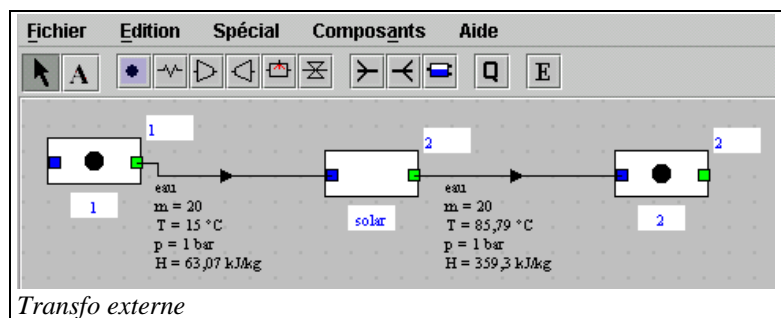 Fichier Edition Spécial Composants Aide
A Q E
1 2 2
eau
m = 20
T = 15 °C
p = 1 bar
H = 63,07 kJ/kg
eau
m = 20
T = 85,79 °C
p = 1 bar
H = 359,3 kJ/kg
1 solar 2
Transfo externe